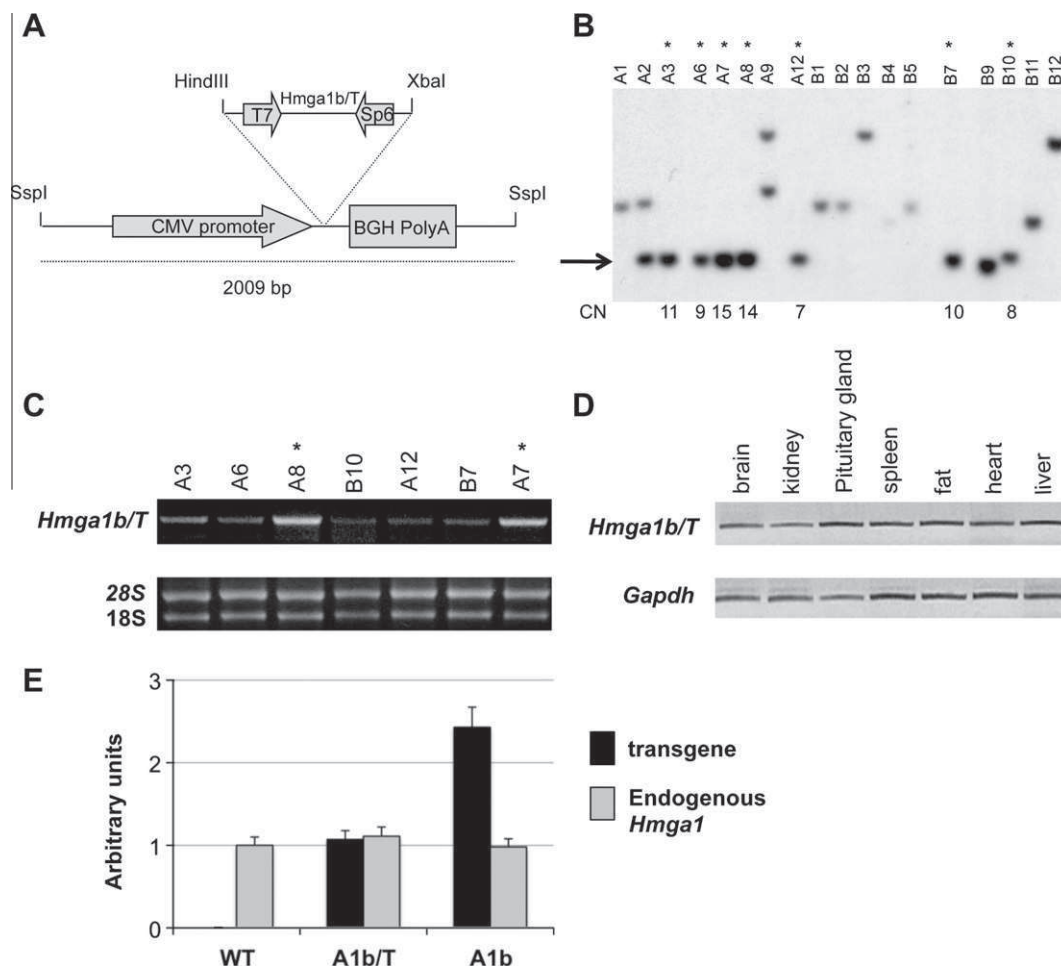 A
HindIII
Hmga1b/T
XbaI
T7
Sp6
SspI
SspI
CMV promoter
BGH PolyA
2009 bp
B
* * * * * * *
A1 A2 A3 A6 A7 A8 A9 A12 B1 B2 B3 B4 B5 B7 B9 B10 B11 B12
CN 11 9 15 14 7 10 8
C
* *
A3 A6 A8 B10 A12 B7 A7
Hmga1b/T
28S
18S
D
brain kidney Pituitary gland spleen fat heart liver
Hmga1b/T
Gapdh
E
Arbitrary units
3
2
1
0
WT A1b/T A1b
transgene
Endogenous
Hmga1